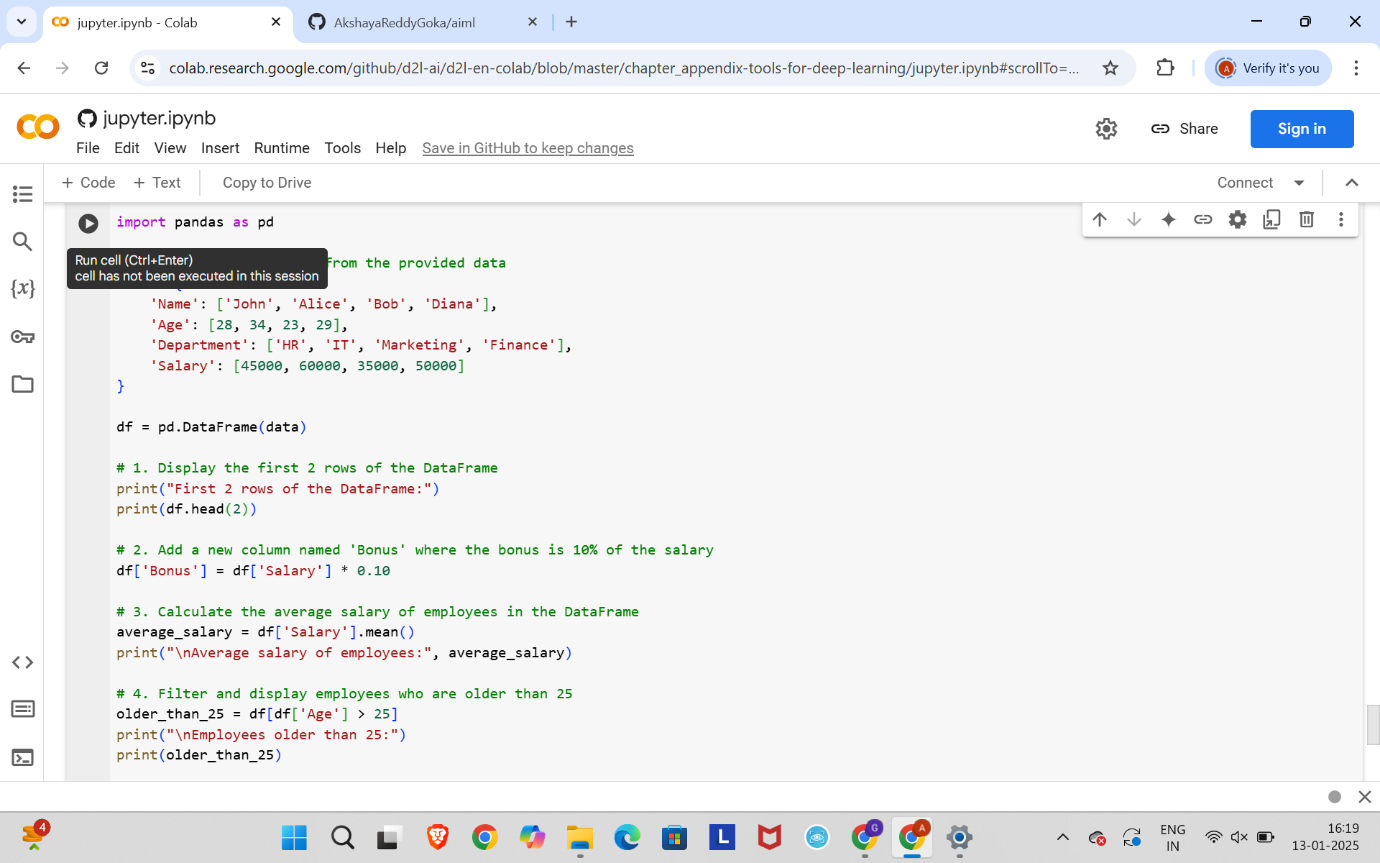 jupyter.ipynb - Colab
AkshayaReddyGoka/aiml
colab.research.google.com/github/d2l-ai/d2l-en-colab/blob/master/chapter_appendix-tools-for-deep-learning/jupyter.ipynb#scrollTo=...
A Verify it's you
jupyter.ipynb
Share
Sign in
File Edit View Insert Runtime Tools Help Save in GitHub to keep changes
+ Code + Text Copy to Drive Connect
import pandas as pd
Run cell (Ctrl+Enter)
cell has not been executed in this session
from the provided data
'Name': ['John', 'Alice', 'Bob', 'Diana'],
'Age': [28, 34, 23, 29],
'Department': ['HR', 'IT', 'Marketing', 'Finance'],
'Salary': [45000, 60000, 35000, 50000]
}
df = pd.DataFrame(data)
# 1. Display the first 2 rows of the DataFrame
print("First 2 rows of the DataFrame:")
print(df.head(2))
# 2. Add a new column named 'Bonus' where the bonus is 10% of the salary
df['Bonus'] = df['Salary'] * 0.10
# 3. Calculate the average salary of employees in the DataFrame
average_salary = df['Salary'].mean()
print("\nAverage salary of employees:", average_salary)
# 4. Filter and display employees who are older than 25
older_than_25 = df[df['Age'] > 25]
print("\nEmployees older than 25:")
print(older_than_25)
4
L
G
A
ENG
IN
16:19
13-01-2025